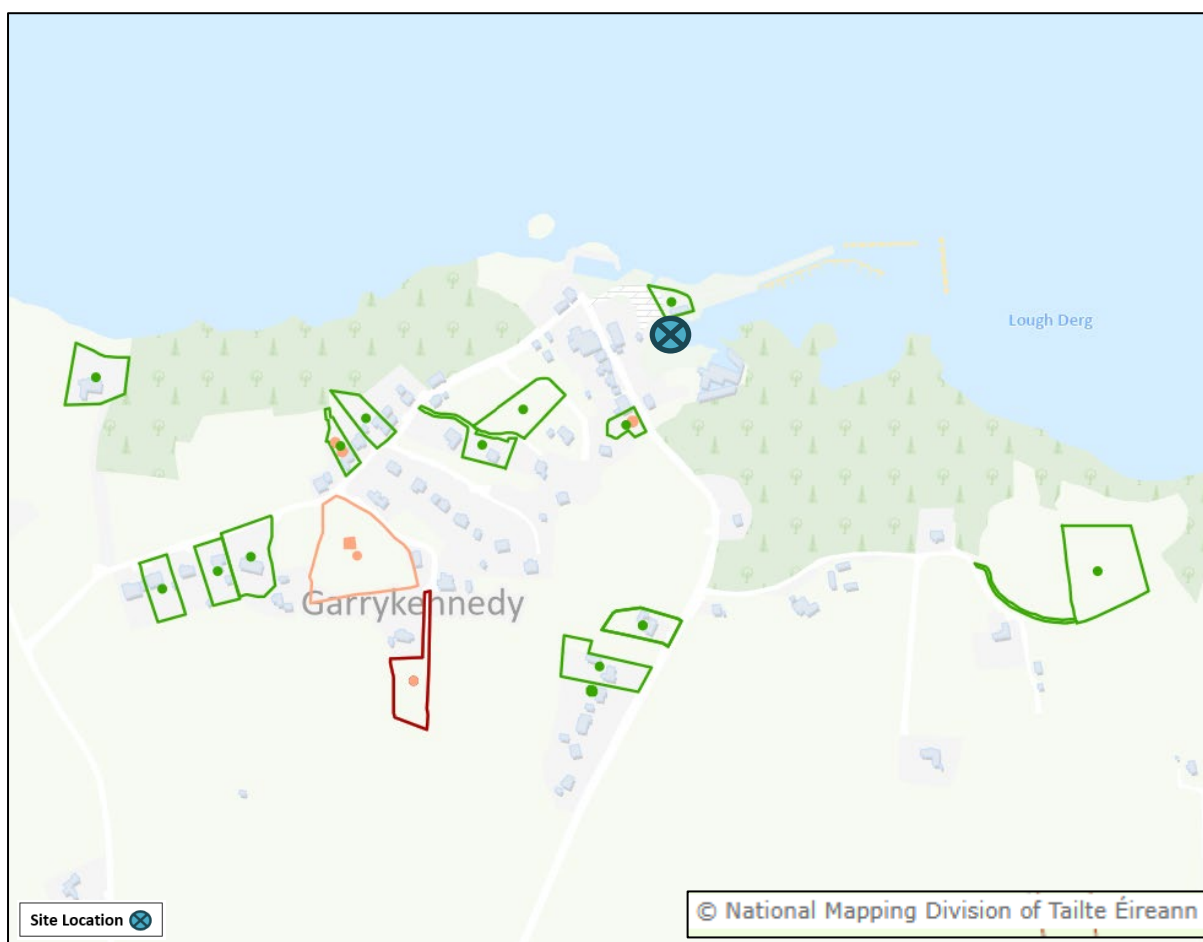 Lough Derg
Garrykennedy
Site Location
© National Mapping Division of Tailte Éireann